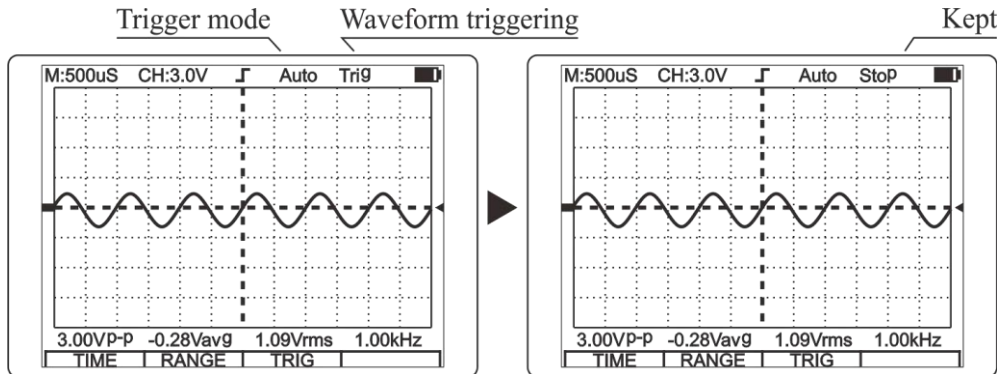 Trigger mode Waveform triggering Kept
M:500uS CH:3.0V Auto Trig
3.00Vp-p -0.28Vavg 1.09Vrms 1.00kHz
TIME RANGE TRIG
M:500uS CH:3.0V Auto Stop
3.00Vp-p -0.28Vavg 1.09Vrms 1.00kHz
TIME RANGE TRIG